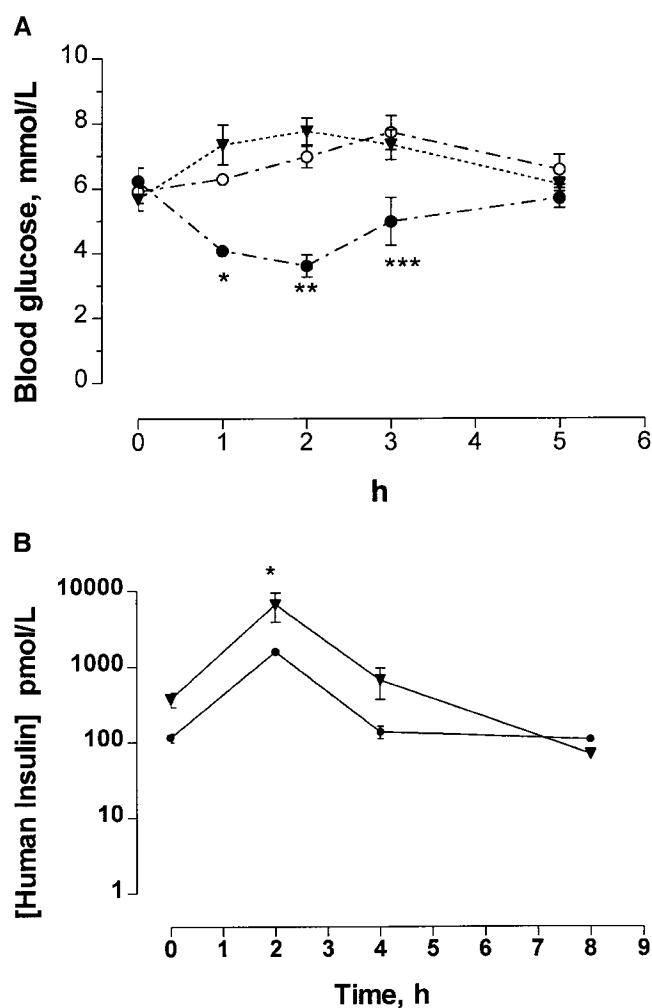 A
Blood glucose, mmol/L
10
8
6
4
2
0
*
**
***
0 1 2 3 4 5 6
h
B
[Human Insulin] pmol/L
10000
1000
100
10
1
*
0 1 2 3 4 5 6 7 8 9
Time, h